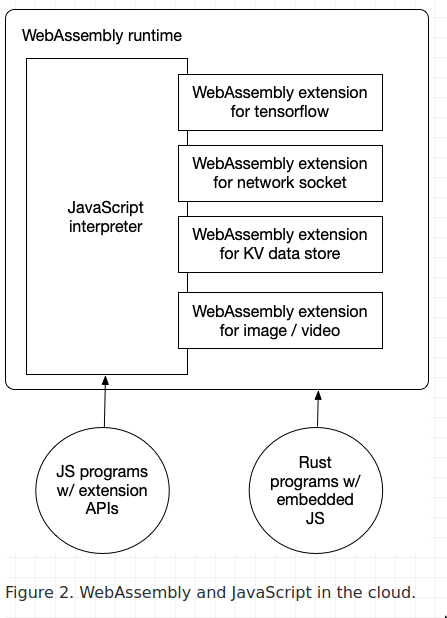 WebAssembly runtime
WebAssembly extension
for tensorflow
WebAssembly extension
for network socket
JavaScript
interpreter
WebAssembly extension
for KV data store
WebAssembly extension
for image / video
JS programs
w/ extension
APIs
Rust
programs w/
embedded
JS
Figure 2. WebAssembly and JavaScript in the cloud.